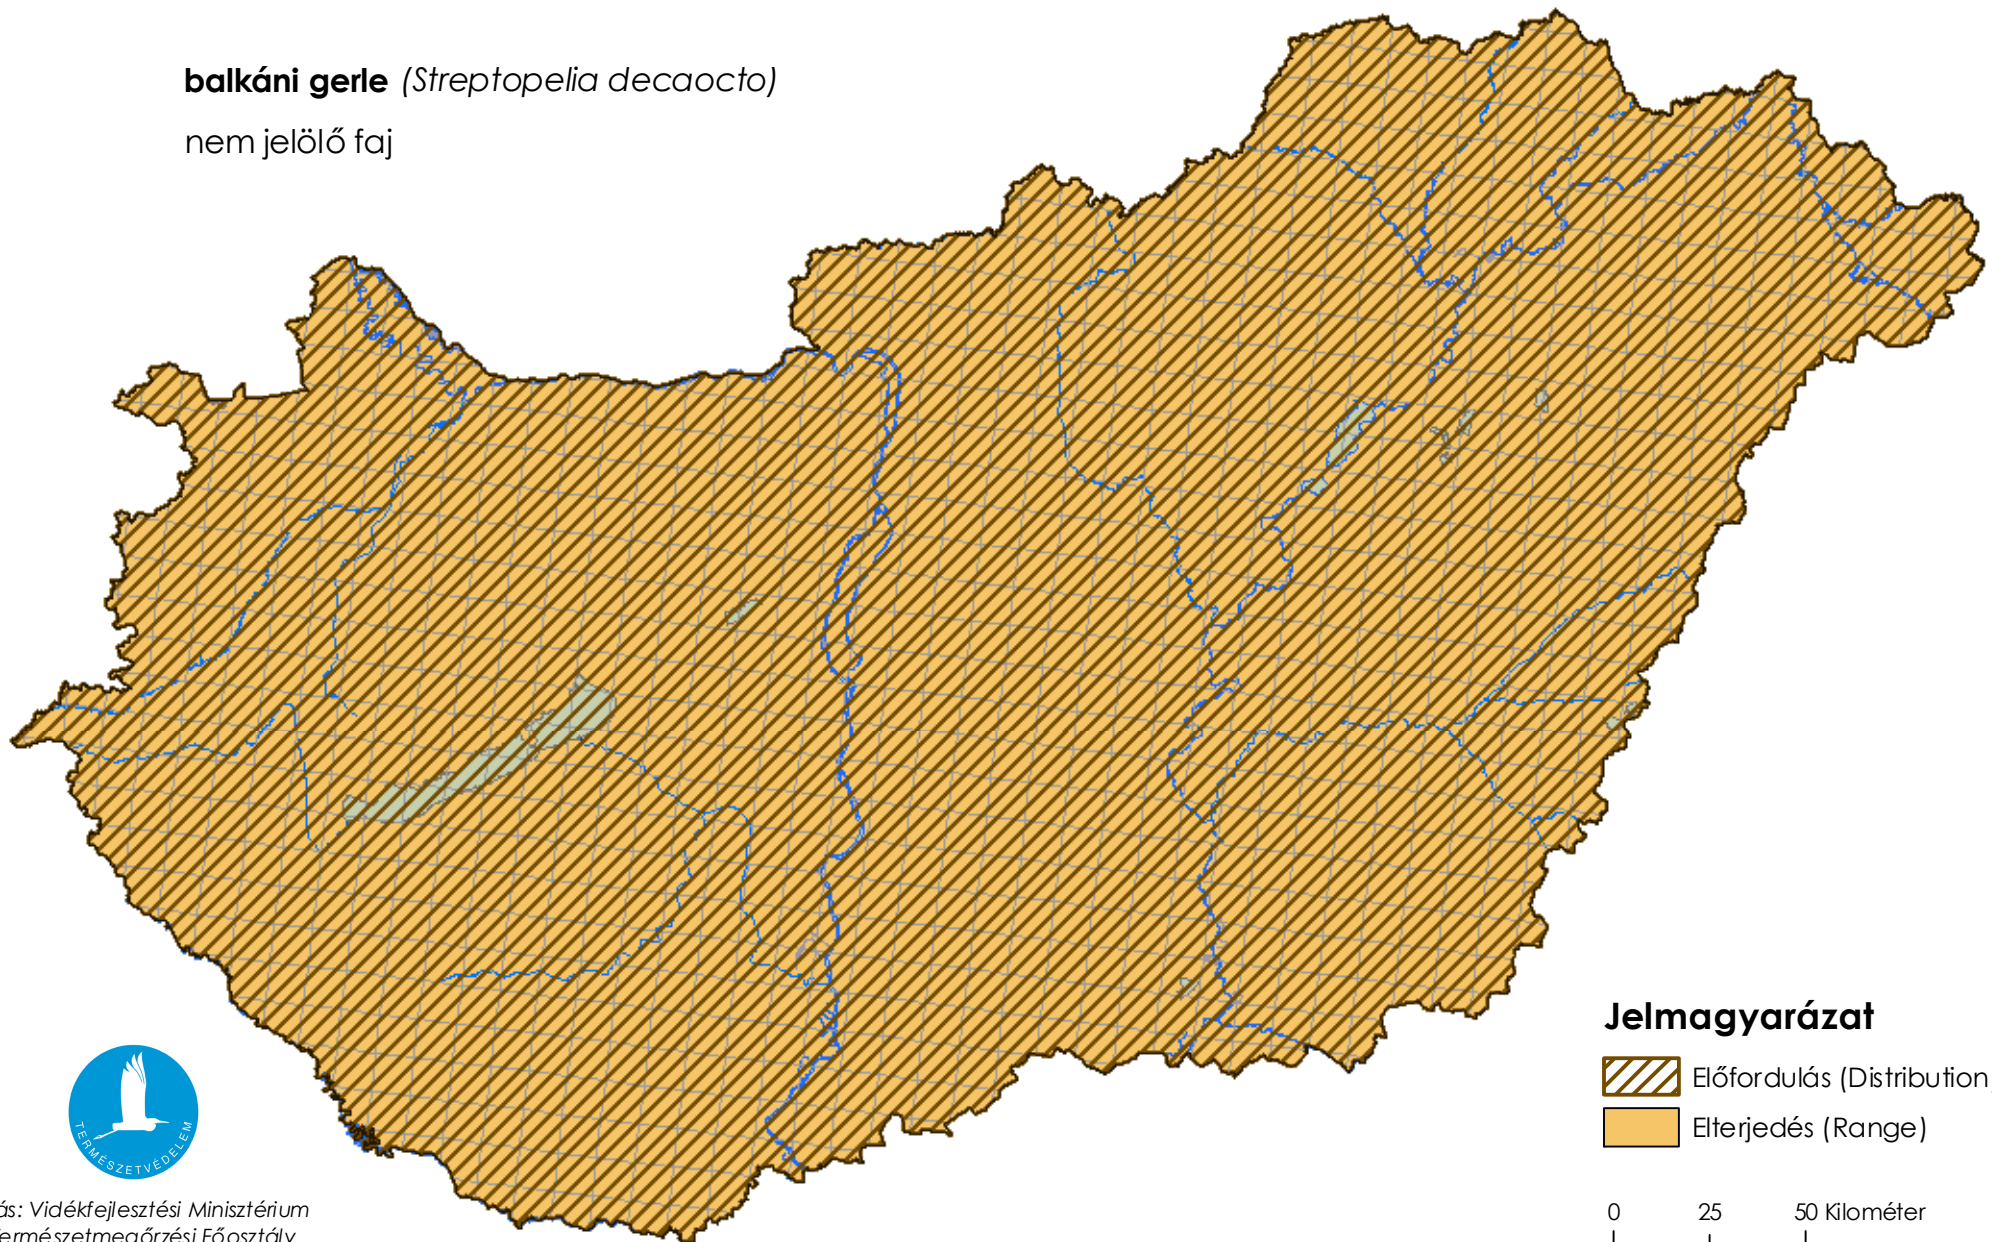 balkáni gerle (Streptopelia decaocto)
nem jelölő faj
Jelmagyarázat
Előfordulás (Distribution)
Elterjedés (Range)
0 25 50 Kilométer
TERMÉSZETVÉDELEM
Vidékfejlesztési Minisztérium
Természetmegőrzési Főosztály